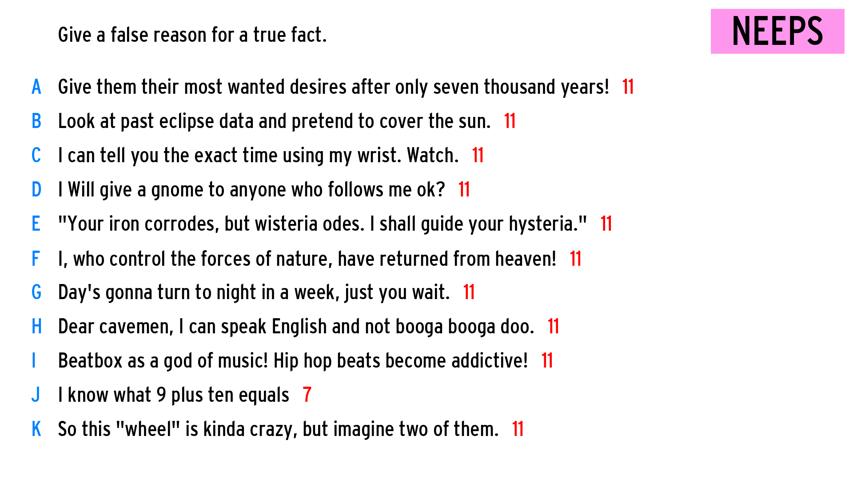 Give a false reason for a true fact.
NEEPS
A Give them their most wanted desires after only seven thousand years! 11
B Look at past eclipse data and pretend to cover the sun. 11
C I can tell you the exact time using my wrist. Watch. 11
D I Will give a gnome to anyone who follows me ok? 11
E "Your iron corrodes, but wisteria odes. I shall guide your hysteria." 11
F I, who control the forces of nature, have returned from heaven! 11
G Day's gonna turn to night in a week, just you wait. 11
H Dear cavemen, I can speak English and not booga booga doo. 11
I Beatbox as a god of music! Hip hop beats become addictive! 11
J I know what 9 plus ten equals 7
K So this "wheel" is kinda crazy, but imagine two of them. 11